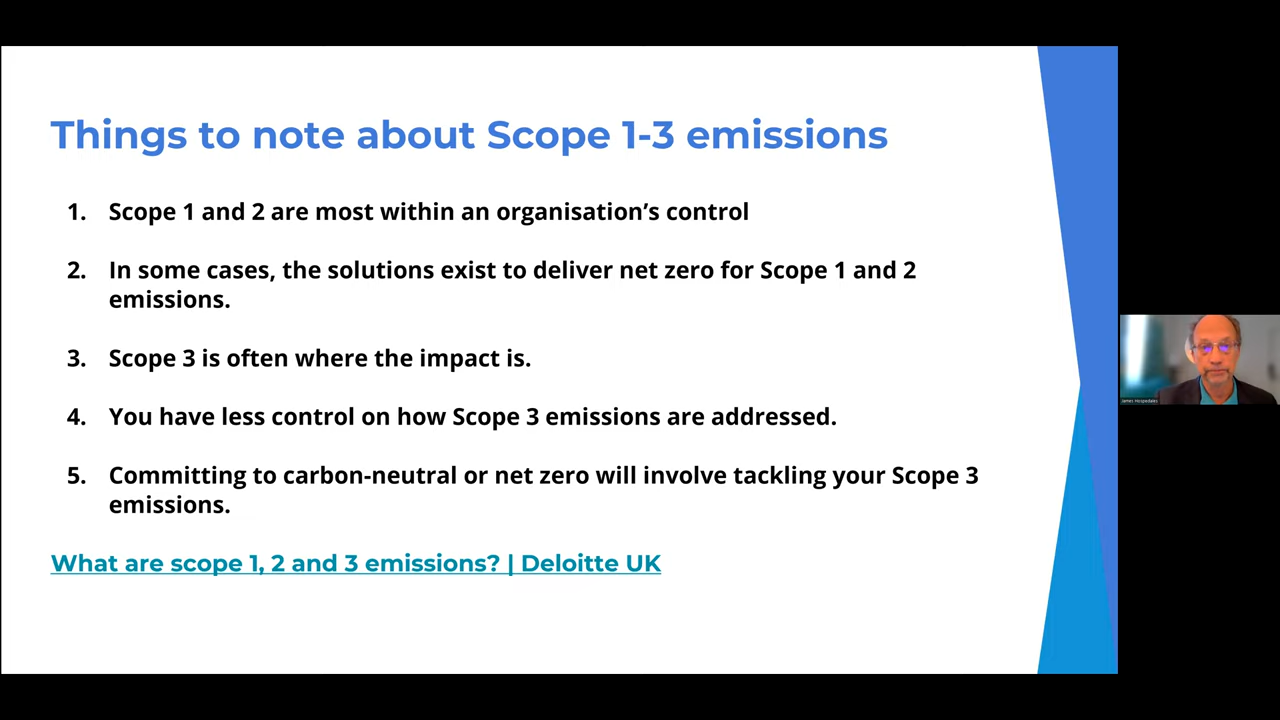 Things to note about Scope 1-3 emissions
1. Scope 1 and 2 are most within an organisation’s control
2. In some cases, the solutions exist to deliver net zero for Scope 1 and 2
emissions.
3. Scope 3 is often where the impact is.
4. You have less control on how Scope 3 emissions are addressed.
5. Committing to carbon-neutral or net zero will involve tackling your Scope 3
emissions.
What are scope 1, 2 and 3 emissions? | Deloitte UK
James Hospedales